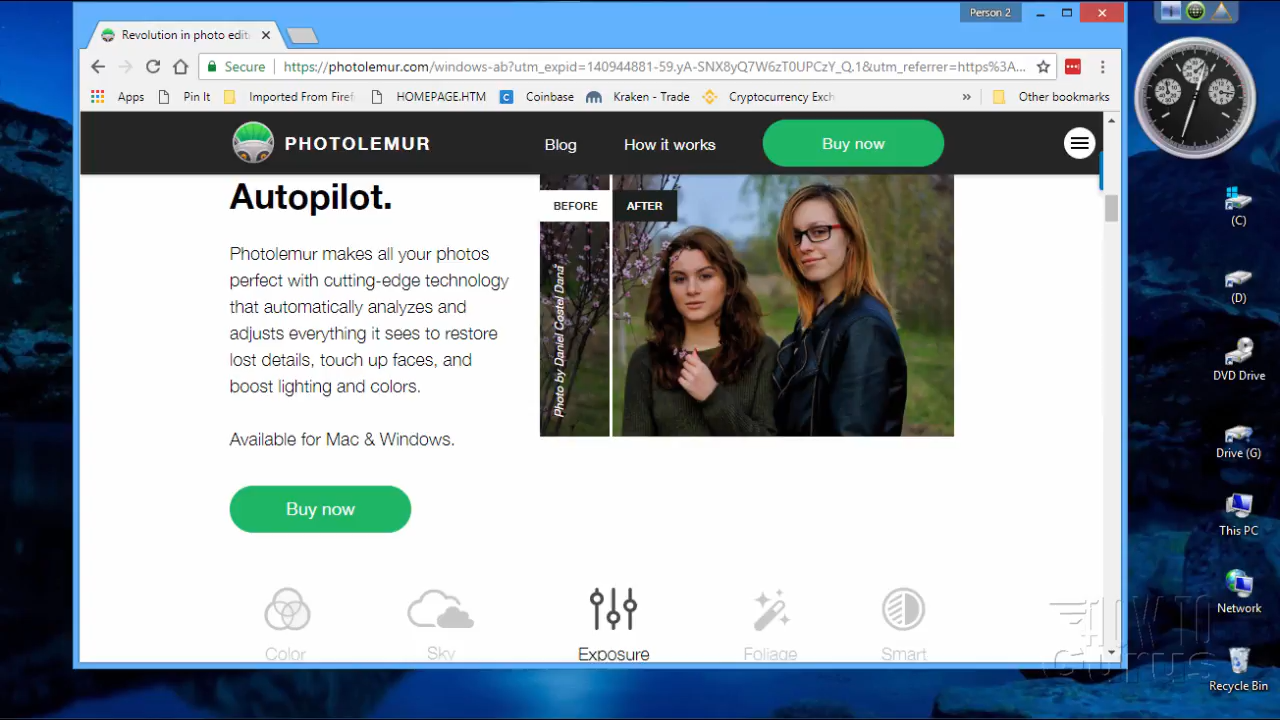 Person 2
Revolution in photo edit
Secure
https://photolemur.com/windows-ab?utm_expid=140944881-59.yA-SNX8yQ7W6zT0UPCzY_Q.1&utm_referrer=https%3A...
Apps
Pin It
Imported From Firef
HOMEPAGE.HTM
Coinbase
Kraken - Trade
Cryptocurrency Exch
»
Other bookmarks
PHOTOLEMUR
Blog
How it works
Buy now
Autopilot.
BEFORE
AFTER
Photolemur makes all your photos
perfect with cutting-edge technology
that automatically analyzes and
adjusts everything it sees to restore
lost details, touch up faces, and
boost lighting and colors.
Photo by Daniel Costel Dana
Available for Mac & Windows.
Buy now
Color
Sky
Exposure
Foliage
Smart
(C)
(D)
DVD Drive
Drive (G)
This PC
Network
Recycle Bin
HOW TO
GURUS